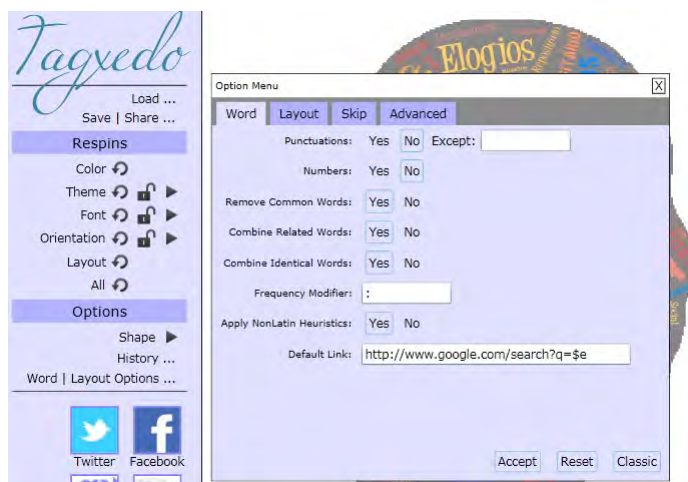 Tagxedo
Load ...
Save | Share ...
Respins
Color
Theme
Font
Orientation
Layout
All
Options
Shape
History ...
Word | Layout Options ...
Twitter Facebook
Elogios
Option Menu X
Word Layout Skip Advanced
Punctuations: Yes No Except:
Numbers: Yes No
Remove Common Words: Yes No
Combine Related Words: Yes No
Combine Identical Words: Yes No
Frequency Modifier: :
Apply NonLatin Heuristics: Yes No
Default Link: http://www.google.com/search?q=$e
Accept Reset Classic